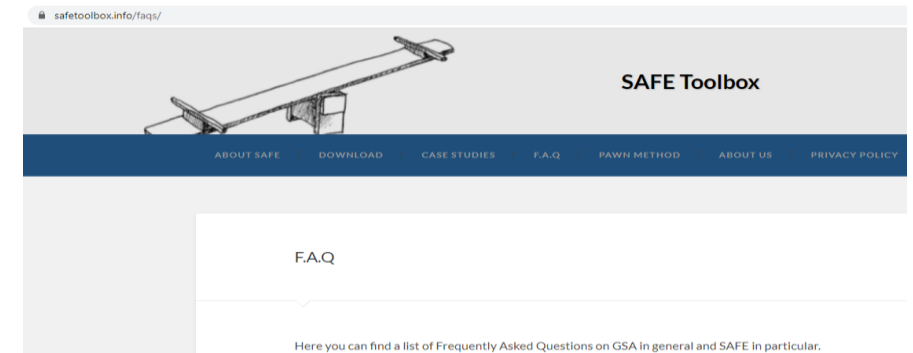 safetoolbox.info/faqs/
SAFE Toolbox
ABOUT SAFE DOWNLOAD CASE STUDIES F.A.Q PAWN METHOD ABOUT US PRIVACY POLICY
F.A.Q
Here you can find a list of Frequently Asked Questions on GSA in general and SAFE in particular.